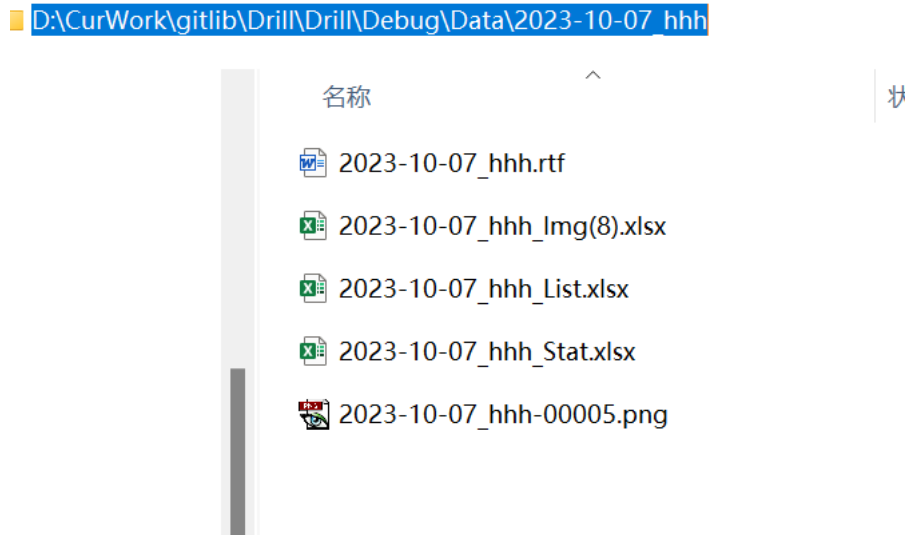 D:\CurWork\gitlib\Drill\Drill\Debug\Data\2023-10-07_hhh
名称
2023-10-07_hhh.rtf
2023-10-07_hhh_Img(8).xlsx
2023-10-07_hhh_List.xlsx
2023-10-07_hhh_Stat.xlsx
2023-10-07_hhh-00005.png